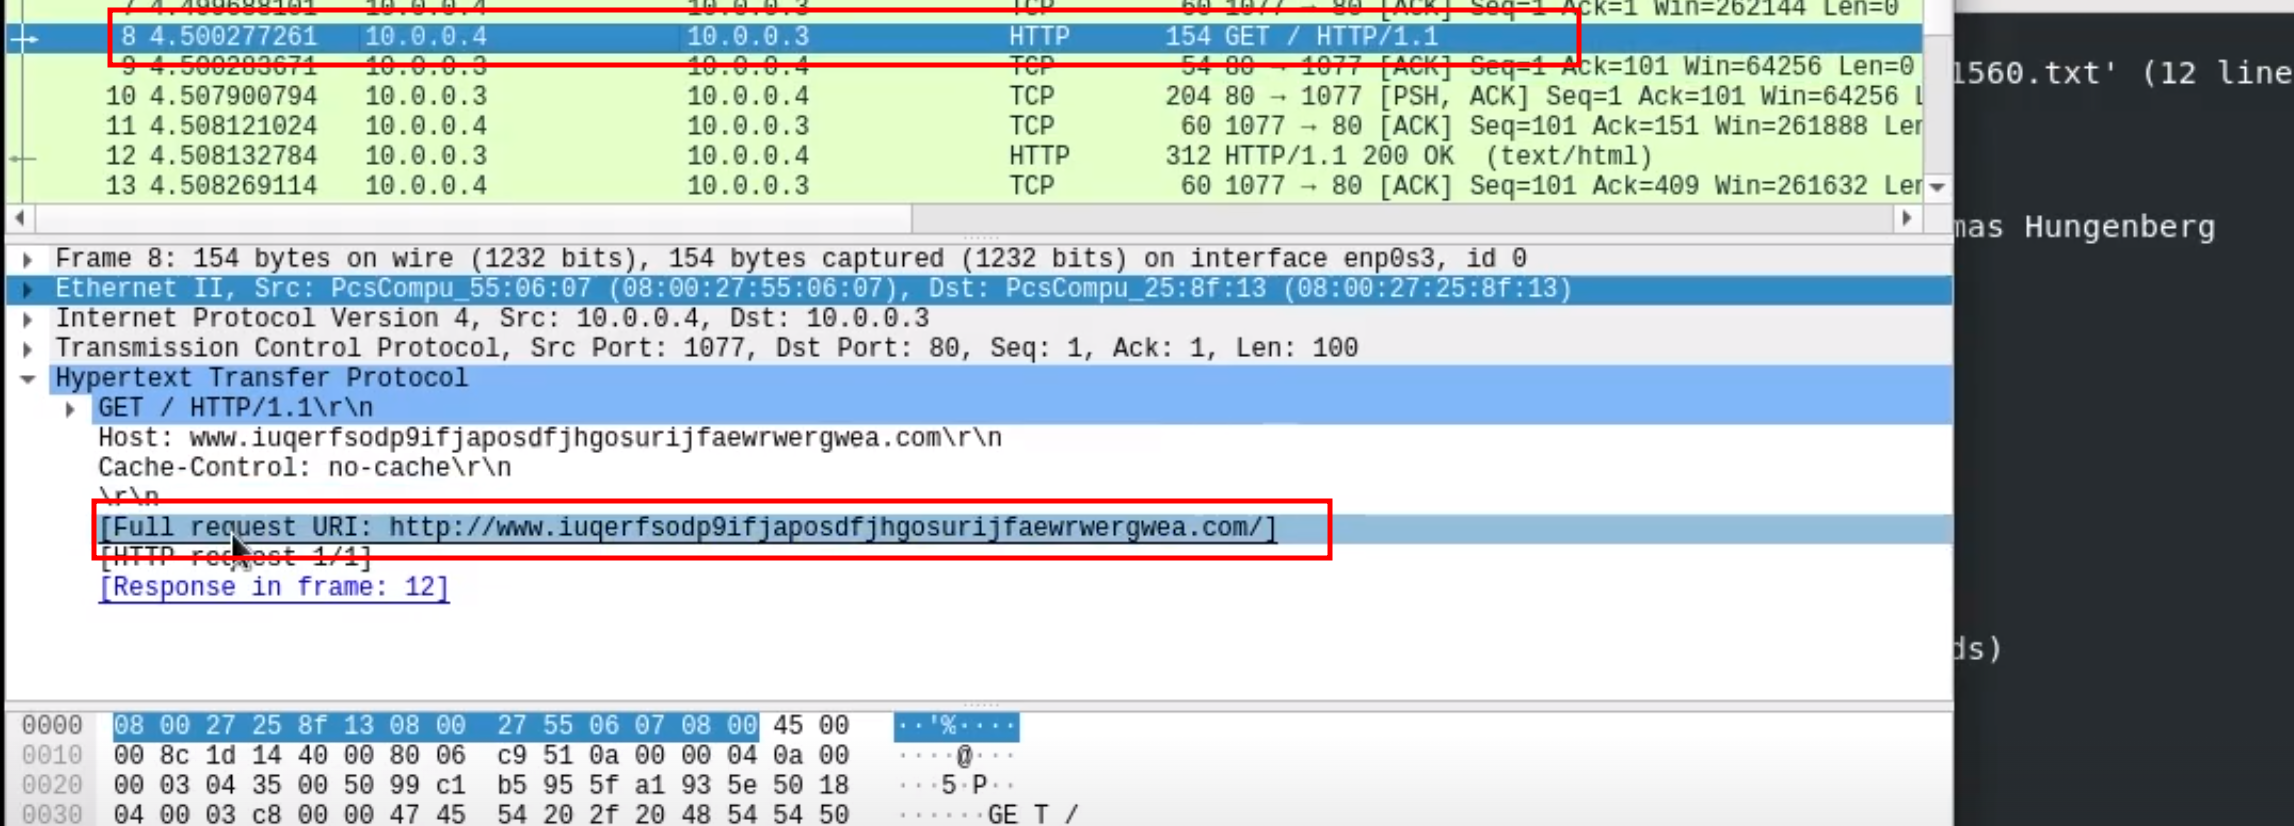 7 4.499688101 10.0.0.4 10.0.0.3 TCP 60 1077 → 80 [ACK] Seq=1 Ack=1 Win=262144 Len=0
8 4.500277261 10.0.0.4 10.0.0.3 HTTP 154 GET / HTTP/1.1
9 4.500283671 10.0.0.3 10.0.0.4 TCP 54 80 → 1077 [ACK] Seq=1 Ack=101 Win=64256 Len=0
10 4.507900794 10.0.0.3 10.0.0.4 TCP 204 80 → 1077 [PSH, ACK] Seq=1 Ack=101 Win=64256 L
11 4.508121024 10.0.0.4 10.0.0.3 TCP 60 1077 → 80 [ACK] Seq=101 Ack=151 Win=261888 Len
12 4.508132784 10.0.0.3 10.0.0.4 HTTP 312 HTTP/1.1 200 OK (text/html)
13 4.508269114 10.0.0.4 10.0.0.3 TCP 60 1077 → 80 [ACK] Seq=101 Ack=409 Win=261632 Len
1560.txt' (12 line
mas Hungenberg
ds)
Frame 8: 154 bytes on wire (1232 bits), 154 bytes captured (1232 bits) on interface enp0s3, id 0
Ethernet II, Src: PcsCompu_55:06:07 (08:00:27:55:06:07), Dst: PcsCompu_25:8f:13 (08:00:27:25:8f:13)
Internet Protocol Version 4, Src: 10.0.0.4, Dst: 10.0.0.3
Transmission Control Protocol, Src Port: 1077, Dst Port: 80, Seq: 1, Ack: 1, Len: 100
Hypertext Transfer Protocol
GET / HTTP/1.1\r\n
Host: www.iuqerfsodp9ifjaposdfjhgosurijfaewrwergwea.com\r\n
Cache-Control: no-cache\r\n
\r\n
[Full request URI: http://www.iuqerfsodp9ifjaposdfjhgosurijfaewrwergwea.com/]
[HTTP request 1/1]
[Response in frame: 12]
0000 08 00 27 25 8f 13 08 00 27 55 06 07 08 00 45 00 ··'%····
0010 00 8c 1d 14 40 00 80 06 c9 51 0a 00 00 04 0a 00 ····@···
0020 00 03 04 35 00 50 99 c1 b5 95 5f a1 93 5e 50 18 ···5·P··
0030 04 00 03 c8 00 00 47 45 54 20 2f 20 48 54 54 50 ······GE T /